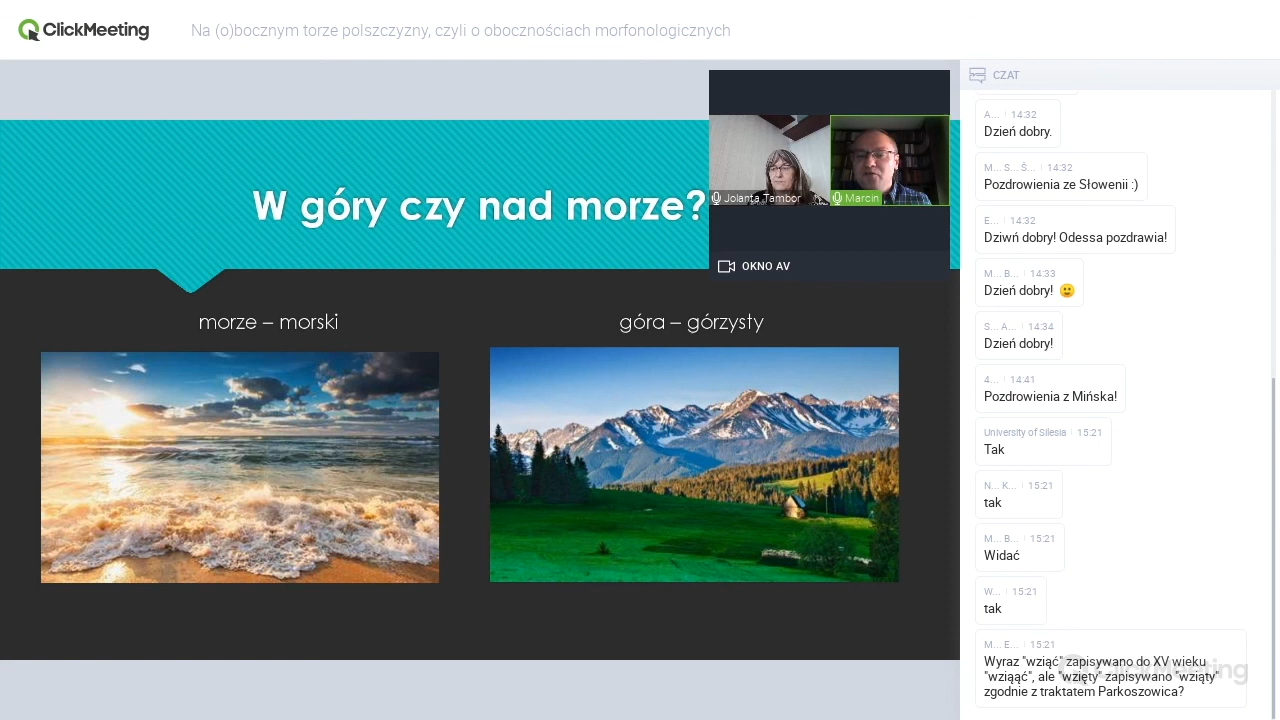 ClickMeeting
Na (o)bocznym torze polszczyzny, czyli o obocznościach morfonologicznych
W góry czy nad morze?
morze – morski
góra – górzysty
Jolanta Tambor
Marcin
OKNO AV
CZAT
A... 14:32
Dzień dobry.
M... S... Š... 14:32
Pozdrowienia ze Słowenii :)
E... 14:32
Dziwń dobry! Odessa pozdrawia!
M... B... 14:33
Dzień dobry! 🙂
S... A... 14:34
Dzień dobry!
4... 14:41
Pozdrowienia z Mińska!
University of Silesia 15:21
Tak
N... K... 15:21
tak
M... B... 15:21
Widać
W... 15:21
tak
M... E... 15:21
Wyraz "wziąć" zapisywano do XV wieku
"wziąąć", ale "wzięty" zapisywano "wziąty"
zgodnie z traktatem Parkoszowica?
ClickMeeting